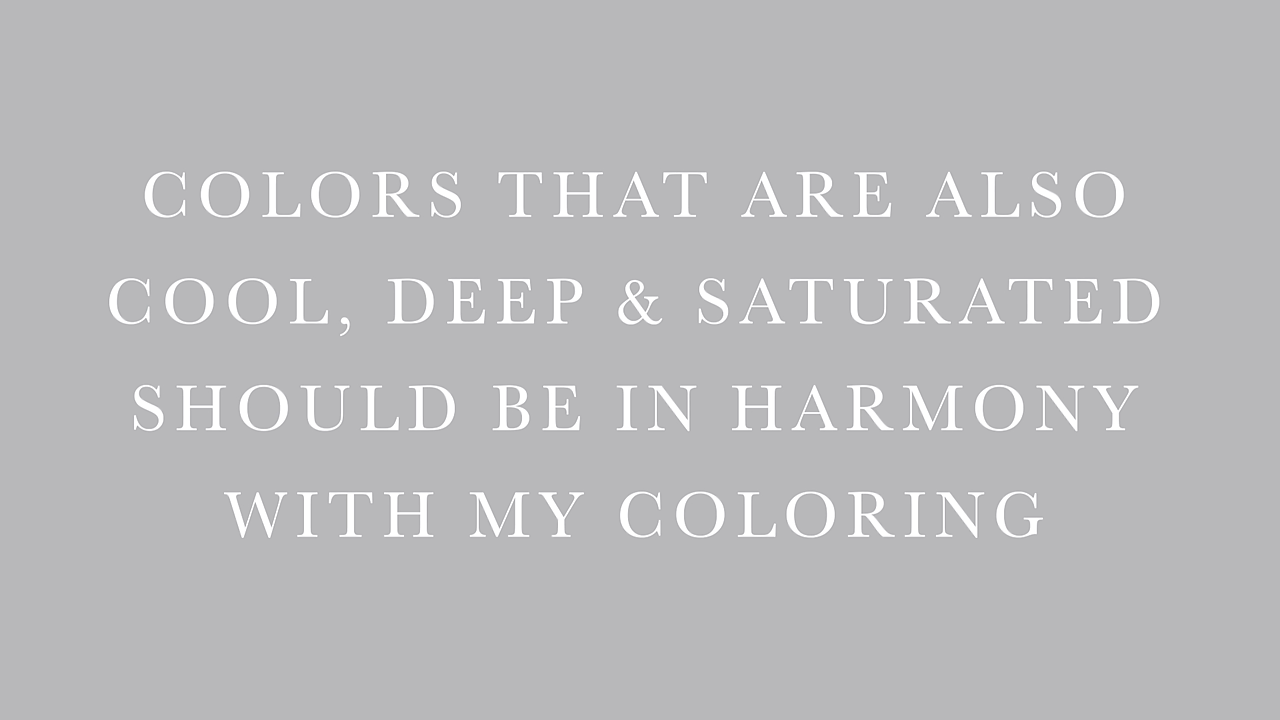 COLORS THAT ARE ALSO
COOL, DEEP & SATURATED
SHOULD BE IN HARMONY
WITH MY COLORING